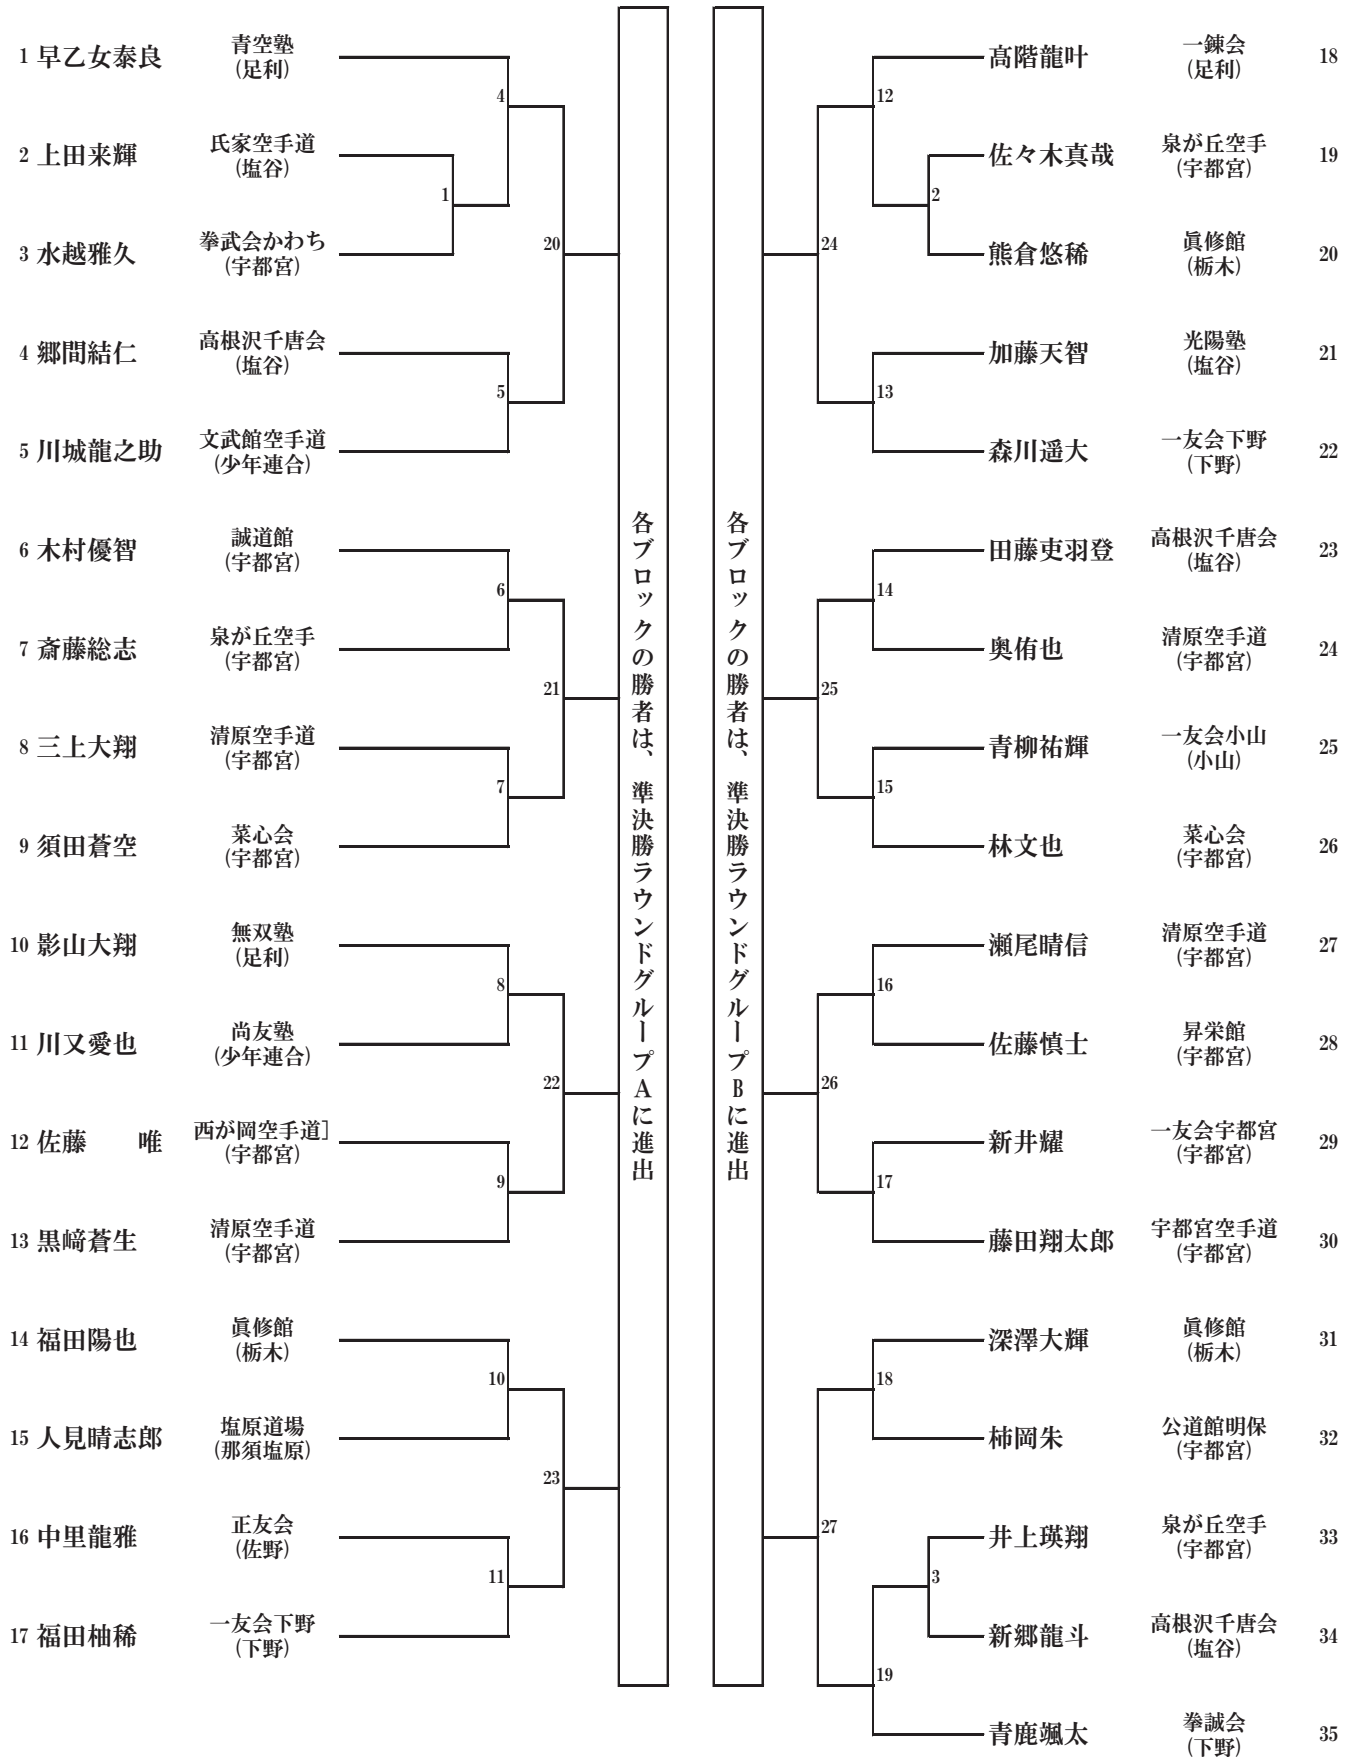 1 早乙女泰良 青空塾
(足利)
4
2 上田来輝 氏家空手道
(塩谷)
1
3 水越雅久 拳武会かわち
(宇都宮)
20
4 郷間結仁 高根沢千唐会
(塩谷)
5
5 川城龍之助 文武館空手道
(少年連合)
6 木村優智 誠道館
(宇都宮)
6
7 斎藤総志 泉が丘空手
(宇都宮)
21
8 三上大翔 清原空手道
(宇都宮)
7
9 須田蒼空 菜心会
(宇都宮)
10 影山大翔 無双塾
(足利)
8
11 川又愛也 尚友塾
(少年連合)
22
12 佐藤　唯 西が岡空手道]
(宇都宮)
9
13 黒﨑蒼生 清原空手道
(宇都宮)
14 福田陽也 眞修館
(栃木)
10
15 人見晴志郎 塩原道場
(那須塩原)
23
16 中里龍雅 正友会
(佐野)
11
17 福田柚稀 一友会下野
(下野)
各ブロックの勝者は、準決勝ラウンドグループAに進出
各ブロックの勝者は、準決勝ラウンドグループBに進出
髙階龍叶 一錬会 18
(足利)
12
佐々木真哉 泉が丘空手 19
(宇都宮)
2
熊倉悠稀 眞修館 20
(栃木)
24
加藤天智 光陽塾 21
(塩谷)
13
森川遥大 一友会下野 22
(下野)
田藤吏羽登 高根沢千唐会 23
(塩谷)
14
奥侑也 清原空手道 24
(宇都宮)
25
青柳祐輝 一友会小山 25
(小山)
15
林文也 菜心会 26
(宇都宮)
瀬尾晴信 清原空手道 27
(宇都宮)
16
佐藤慎士 昇栄館 28
(宇都宮)
26
新井耀 一友会宇都宮 29
(宇都宮)
17
藤田翔太郎 宇都宮空手道 30
(宇都宮)
深澤大輝 眞修館 31
(栃木)
18
柿岡朱 公道館明保 32
(宇都宮)
27
井上瑛翔 泉が丘空手 33
(宇都宮)
3
新郷龍斗 高根沢千唐会 34
(塩谷)
19
青鹿颯太 拳誠会 35
(下野)